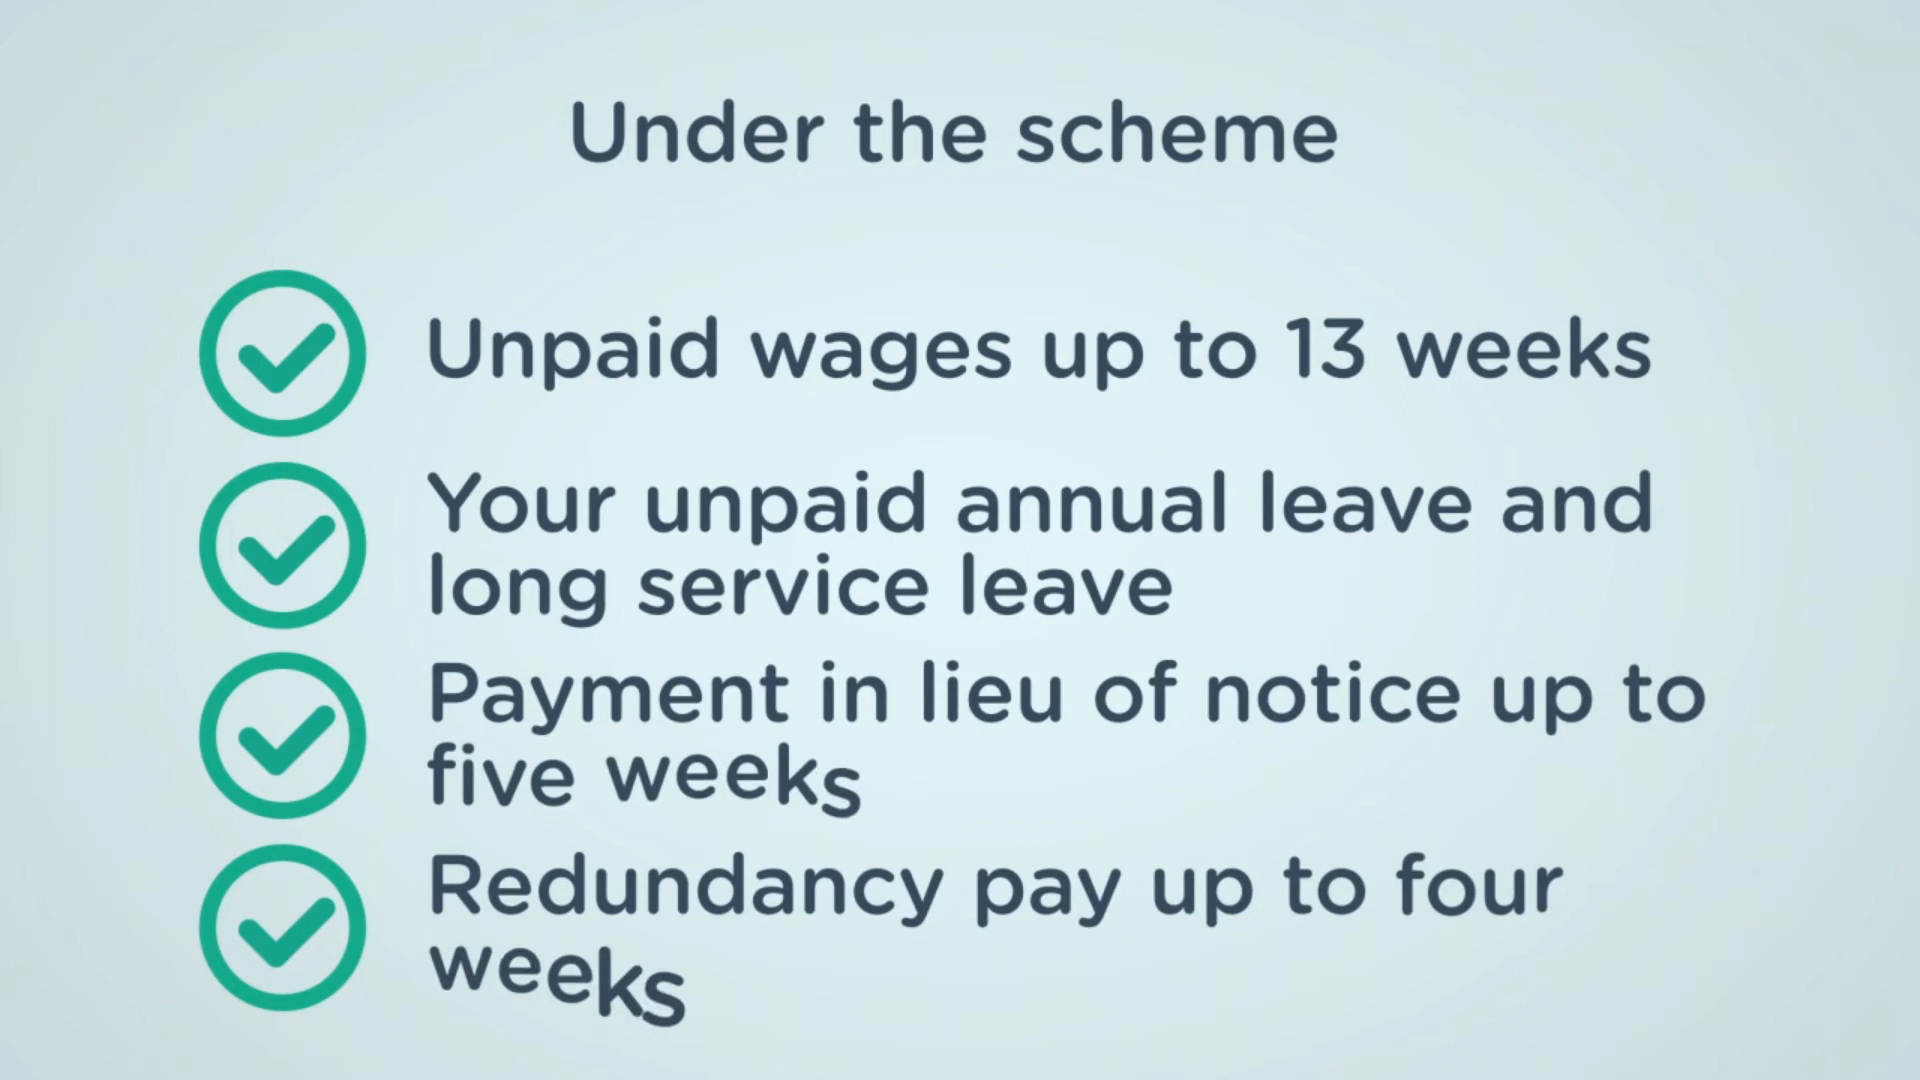 Under the scheme
Unpaid wages up to 13 weeks
Your unpaid annual leave and
long service leave
Payment in lieu of notice up to
five weeks
Redundancy pay up to four
weeks